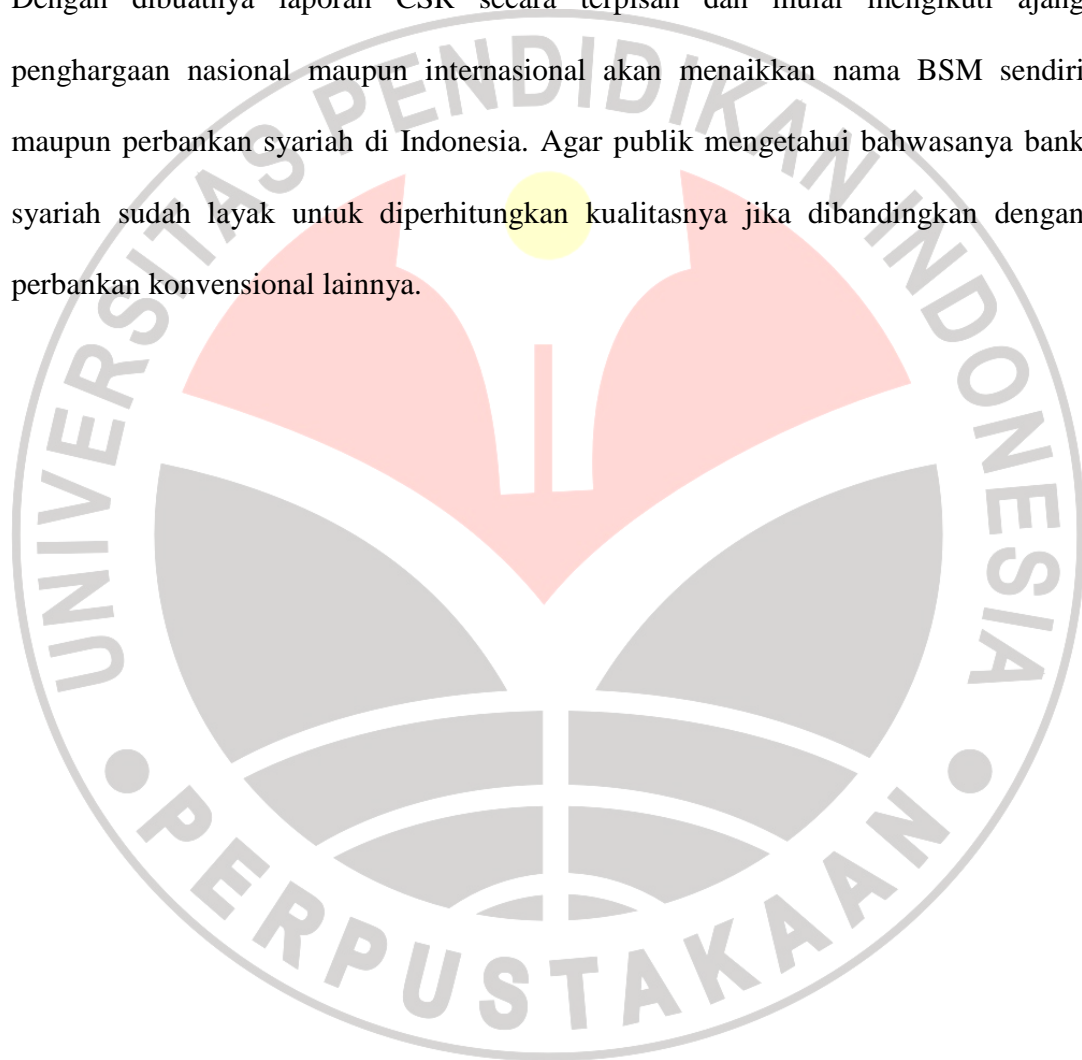 Dengan dibuatnya laporan CSR secara terpisah dan mulai mengikuti ajang
penghargaan nasional maupun internasional akan menaikkan nama BSM sendiri
maupun perbankan syariah di Indonesia. Agar publik mengetahui bahwasanya bank
syariah sudah layak untuk diperhitungkan kualitasnya jika dibandingkan dengan
perbankan konvensional lainnya.
UNIVERSITAS PENDIDIKAN INDONESIA
PERPUSTAKAAN